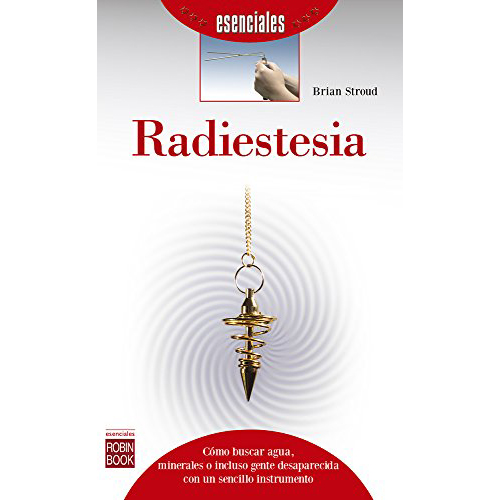 esenciales
Brian Stroud
Radiestesia
esenciales
ROBIN
BOOK
Cómo buscar agua,
minerales o incluso gente desaparecida
con un sencillo instrumento